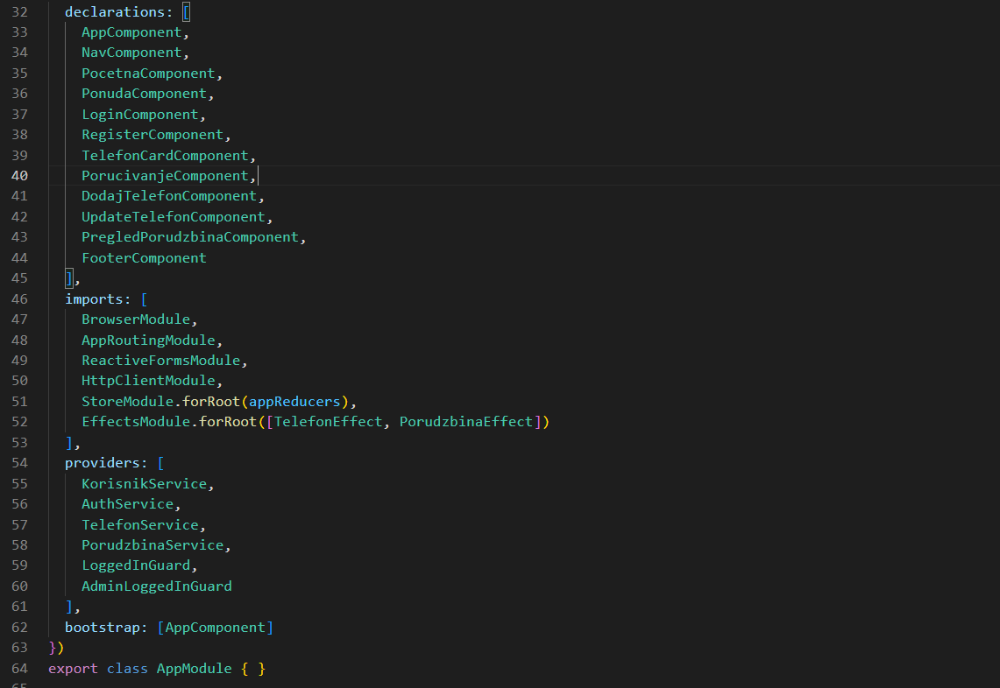 32 declarations: [
33 AppComponent,
34 NavComponent,
35 PocetnaComponent,
36 PonudaComponent,
37 LoginComponent,
38 RegisterComponent,
39 TelefonCardComponent,
40 PorucivanjeComponent,
41 DodajTelefonComponent,
42 UpdateTelefonComponent,
43 PregledPorudzbinaComponent,
44 FooterComponent
45 ],
46 imports: [
47 BrowserModule,
48 AppRoutingModule,
49 ReactiveFormsModule,
50 HttpClientModule,
51 StoreModule.forRoot(appReducers),
52 EffectsModule.forRoot([TelefonEffect, PorudzbinaEffect])
53 ],
54 providers: [
55 KorisnikService,
56 AuthService,
57 TelefonService,
58 PorudzbinaService,
59 LoggedInGuard,
60 AdminLoggedInGuard
61 ],
62 bootstrap: [AppComponent]
63 })
64 export class AppModule { }
65